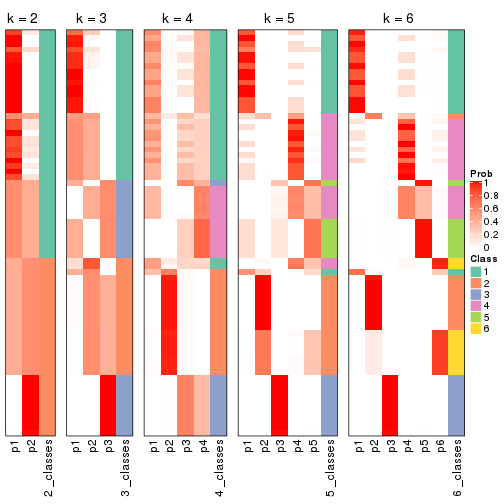 k = 2
k = 3
k = 4
k = 5
k = 6
Prob
1
0.8
0.6
0.4
0.2
0
Class
1
2
3
4
5
6
p1
p2
2_classes
p1
p2
p3
3_classes
p1
p2
p3
p4
4_classes
p1
p2
p3
p4
p5
5_classes
p1
p2
p3
p4
p5
p6
6_classes